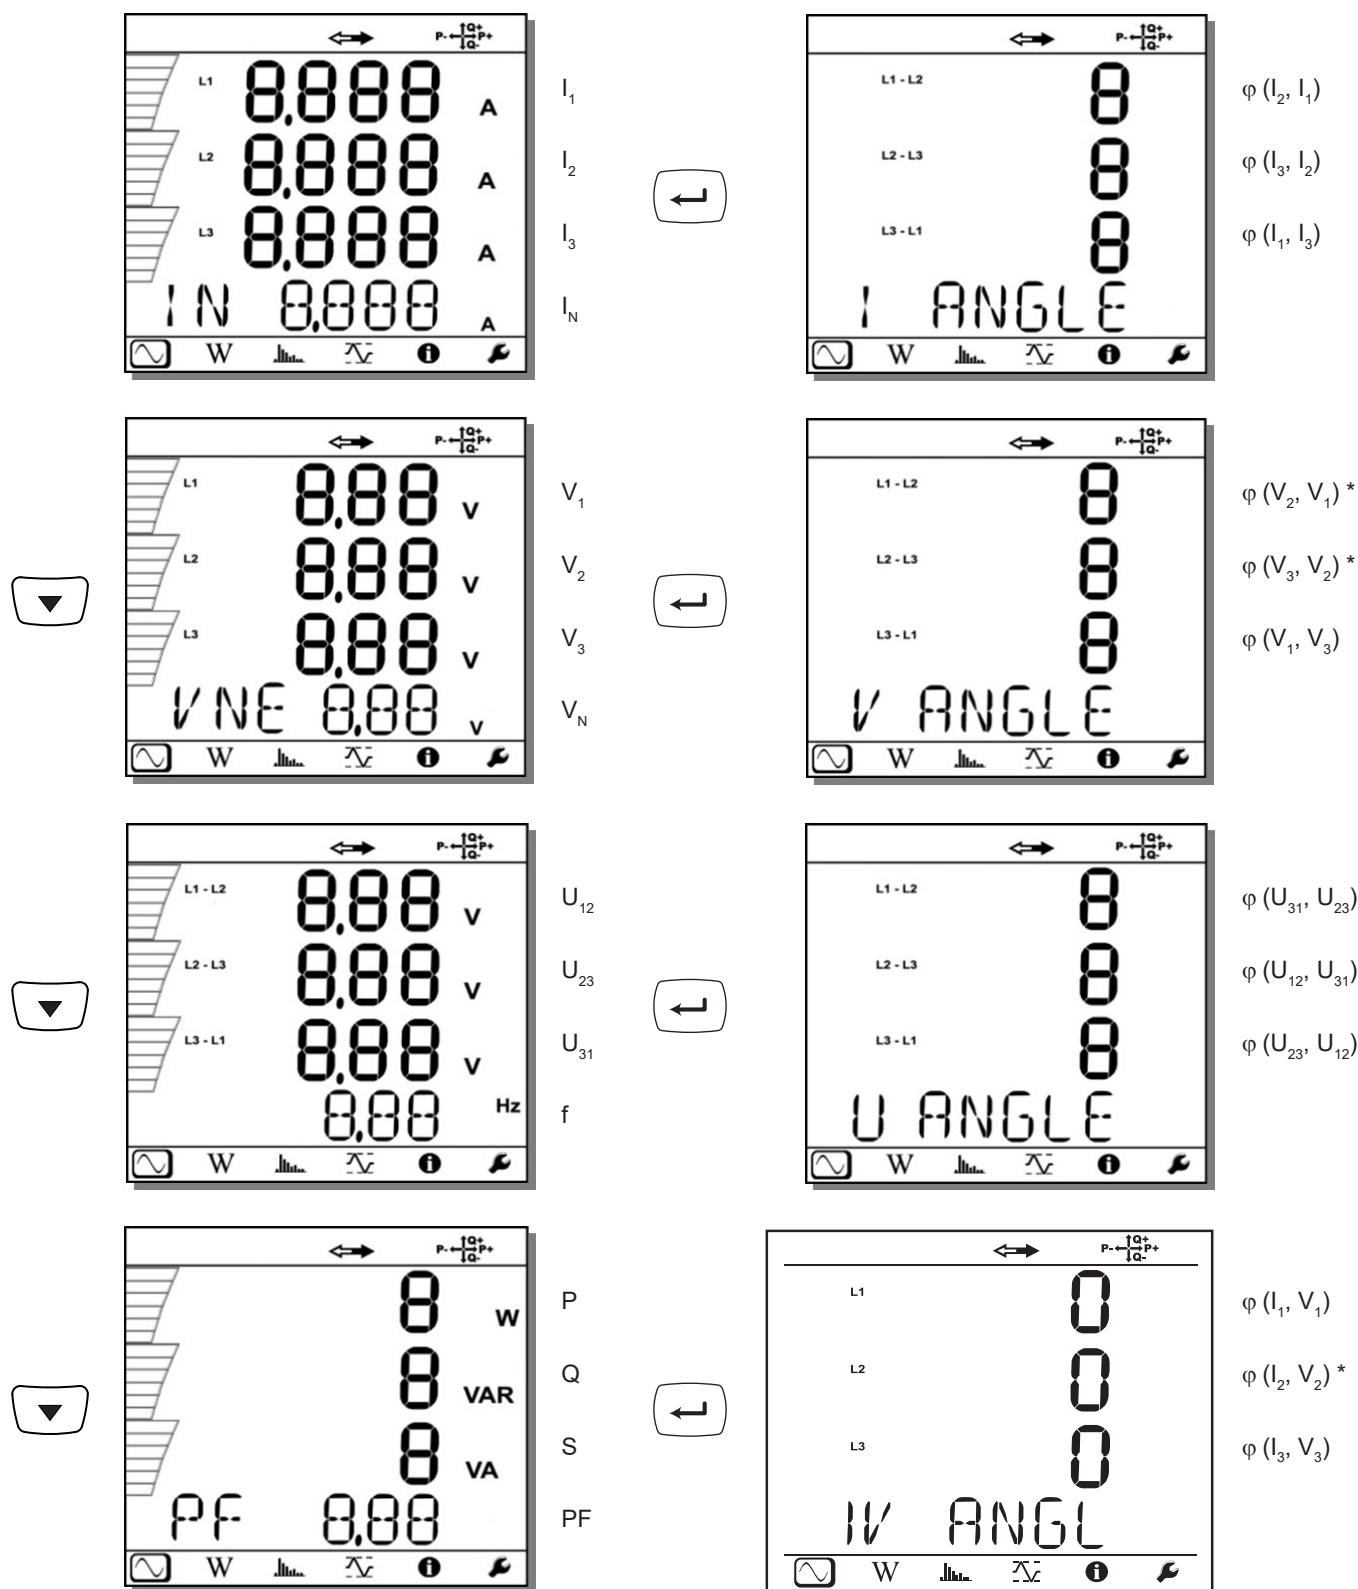 P- Q+ P+ Q-
L1 8.888 A I1
L2 8.888 A I2
L3 8.888 A I3
IN 8.888 A IN
W
P- Q+ P+ Q-
L1 - L2 8 φ (I2, I1)
L2 - L3 8 φ (I3, I2)
L3 - L1 8 φ (I1, I3)
I ANGLE
W
P- Q+ P+ Q-
L1 8.88 V V1
L2 8.88 V V2
L3 8.88 V V3
VNE 8.88 V VN
W
P- Q+ P+ Q-
L1 - L2 8 φ (V2, V1) *
L2 - L3 8 φ (V3, V2) *
L3 - L1 8 φ (V1, V3)
V ANGLE
W
P- Q+ P+ Q-
L1 - L2 8.88 V U12
L2 - L3 8.88 V U23
L3 - L1 8.88 V U31
8.88 Hz f
W
P- Q+ P+ Q-
L1 - L2 8 φ (U31, U23)
L2 - L3 8 φ (U12, U31)
L3 - L1 8 φ (U23, U12)
U ANGLE
W
P- Q+ P+ Q-
8 W P
8 VAR Q
8 VA S
PF 8.88 PF
W
P- Q+ P+ Q-
L1 0 φ (I1, V1)
L2 0 φ (I2, V2) *
L3 0 φ (I3, V3)
IV ANGL
W